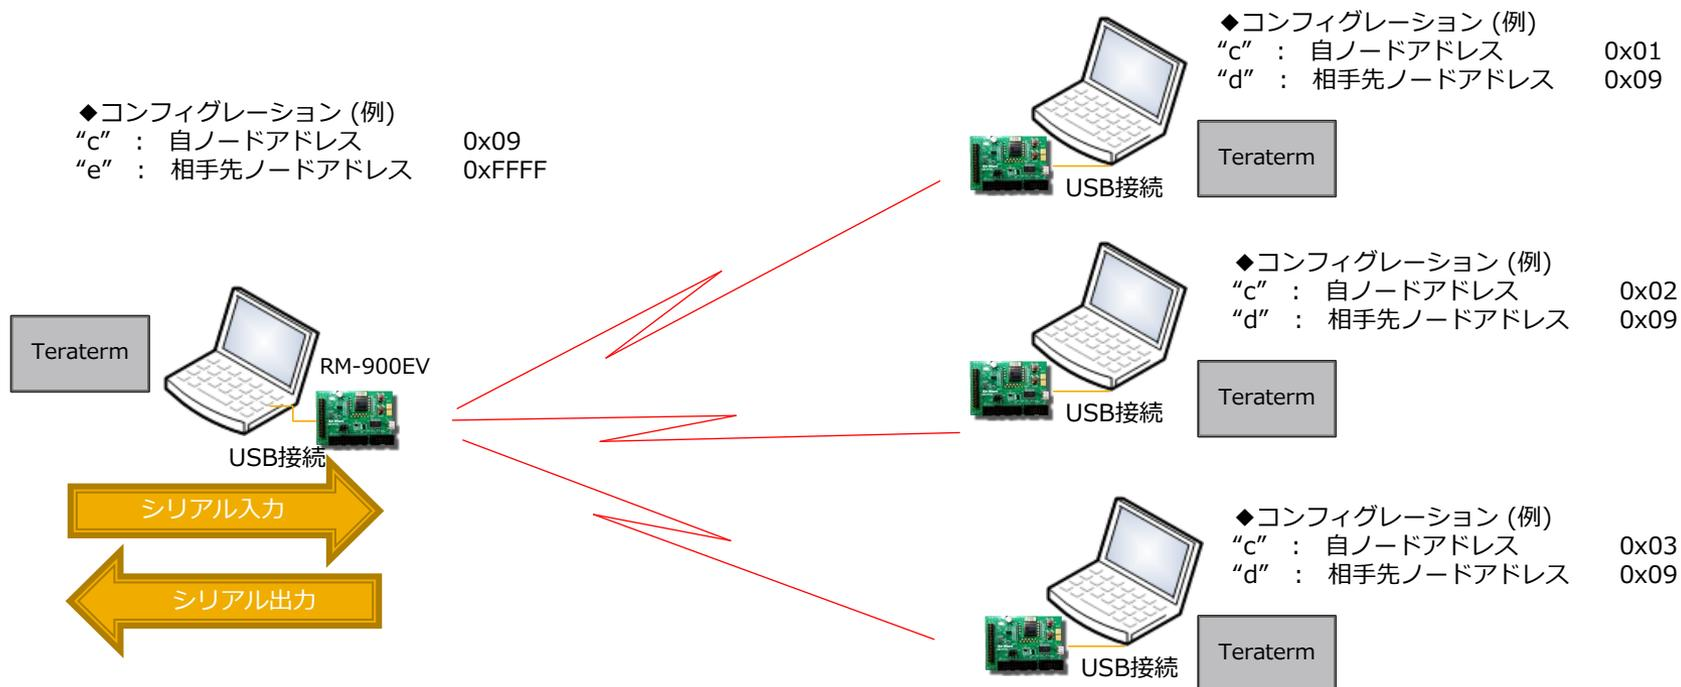 ◆コンフィグレーション (例)
“c” : 自ノードアドレス 0x09
“e” : 相手先ノードアドレス 0xFFFF
Teraterm
RM-900EV
USB接続
シリアル入力
シリアル出力
◆コンフィグレーション (例)
“c” : 自ノードアドレス 0x01
“d” : 相手先ノードアドレス 0x09
Teraterm
USB接続
◆コンフィグレーション (例)
“c” : 自ノードアドレス 0x02
“d” : 相手先ノードアドレス 0x09
Teraterm
USB接続
◆コンフィグレーション (例)
“c” : 自ノードアドレス 0x03
“d” : 相手先ノードアドレス 0x09
Teraterm
USB接続